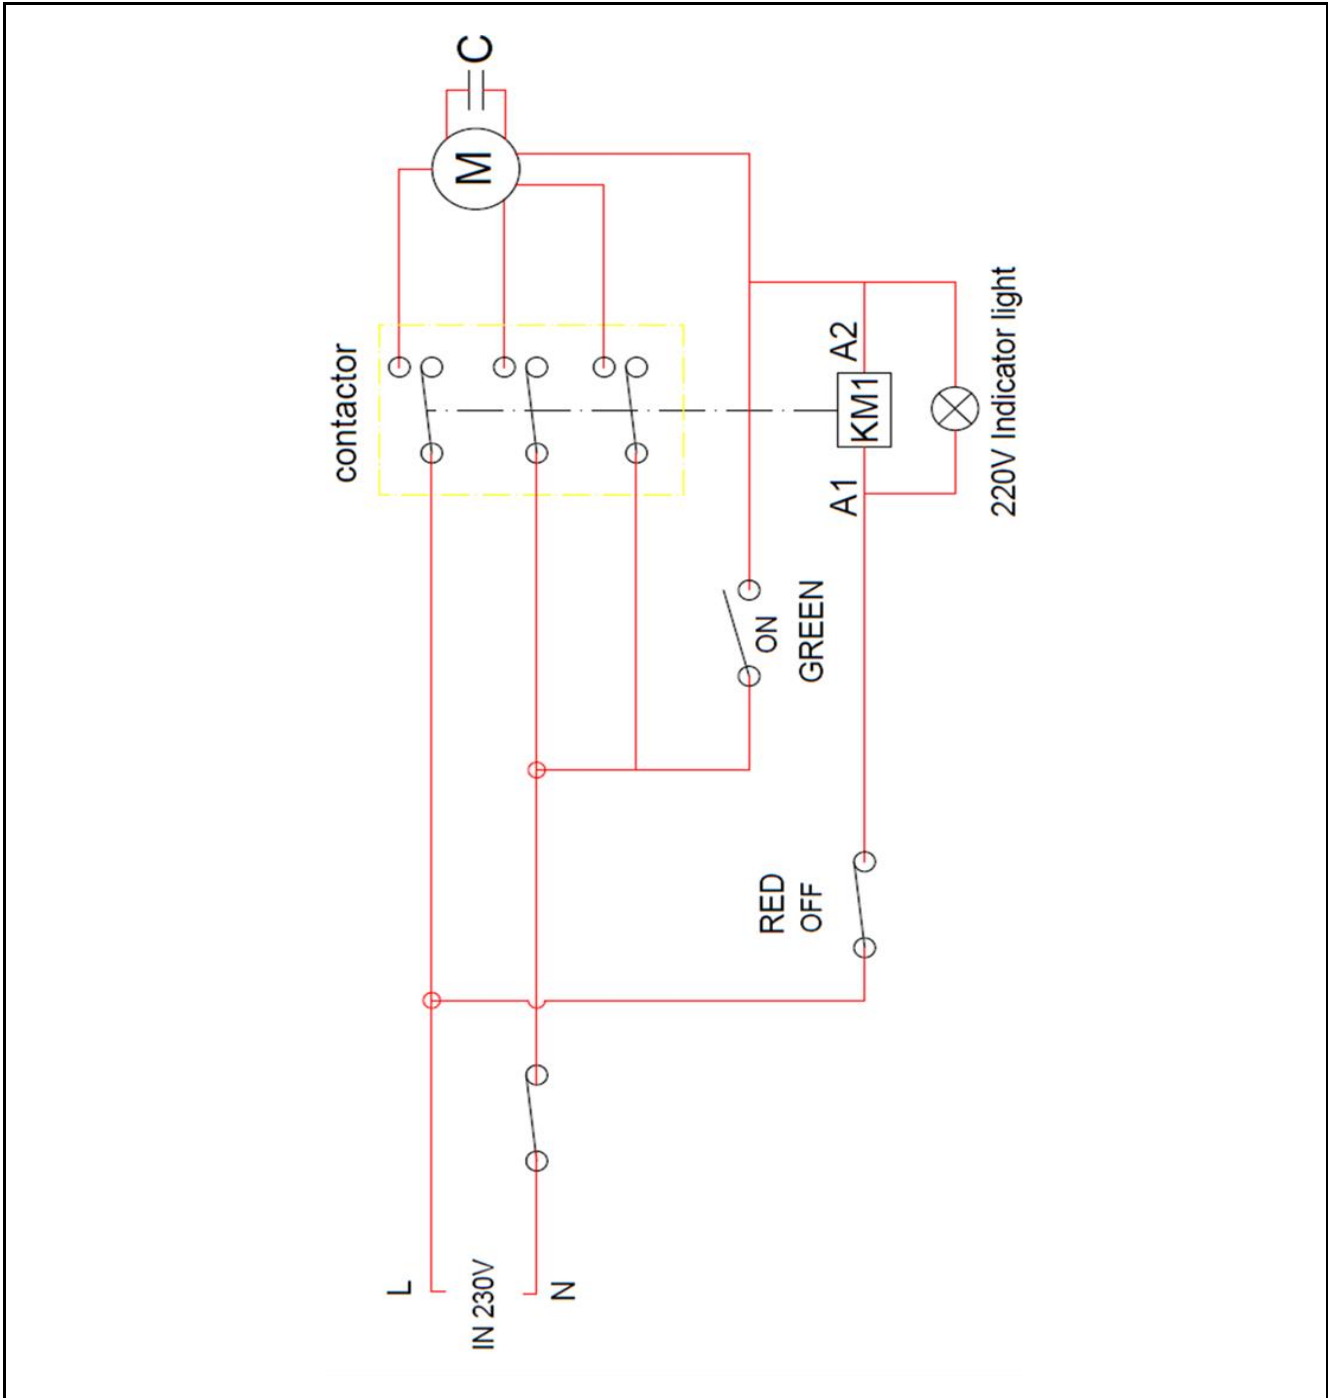 C
M
contactor
A2
KM1
A1
220V Indicator light
ON
GREEN
RED
OFF
L
IN 230V
N